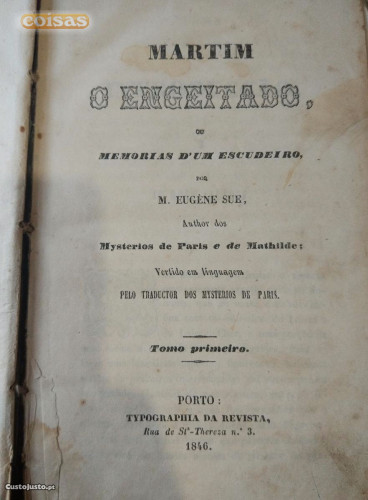 coisas
MARTIM
O ENGEITADO,
OU
MEMORIAS D'UM ESCUDEIRO,
POR
M. EUGÈNE SUE,
Author dos
Mysterios de Paris e de Mathilde;
Vertido em linguagem
PELO TRADUCTOR DOS MYSTERIOS DE PARIS.
Tomo primeiro.
PORTO:
TYPOGRAPHIA DA REVISTA,
Rua de Stª-Thereza n.º 3.
1846.
CustoJusto.pt